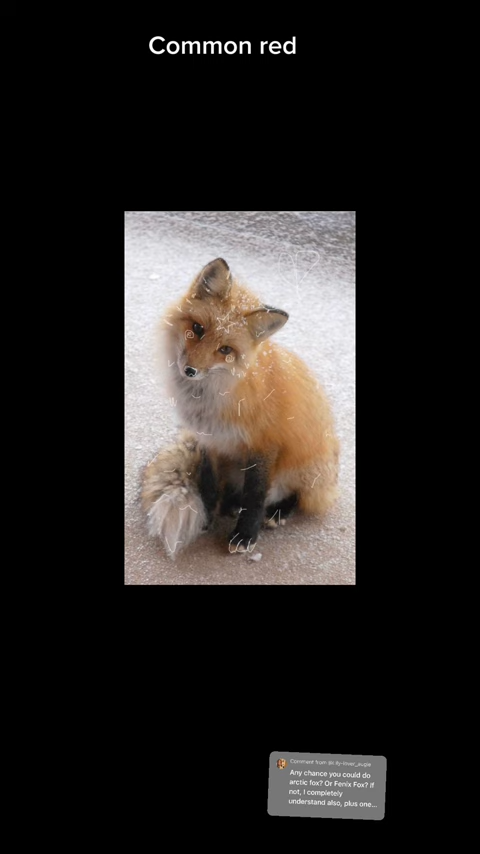 Common red
Any chance you could do
arctic fox? Or Fenix Fox? If
not, I completely
understand also, plus one...